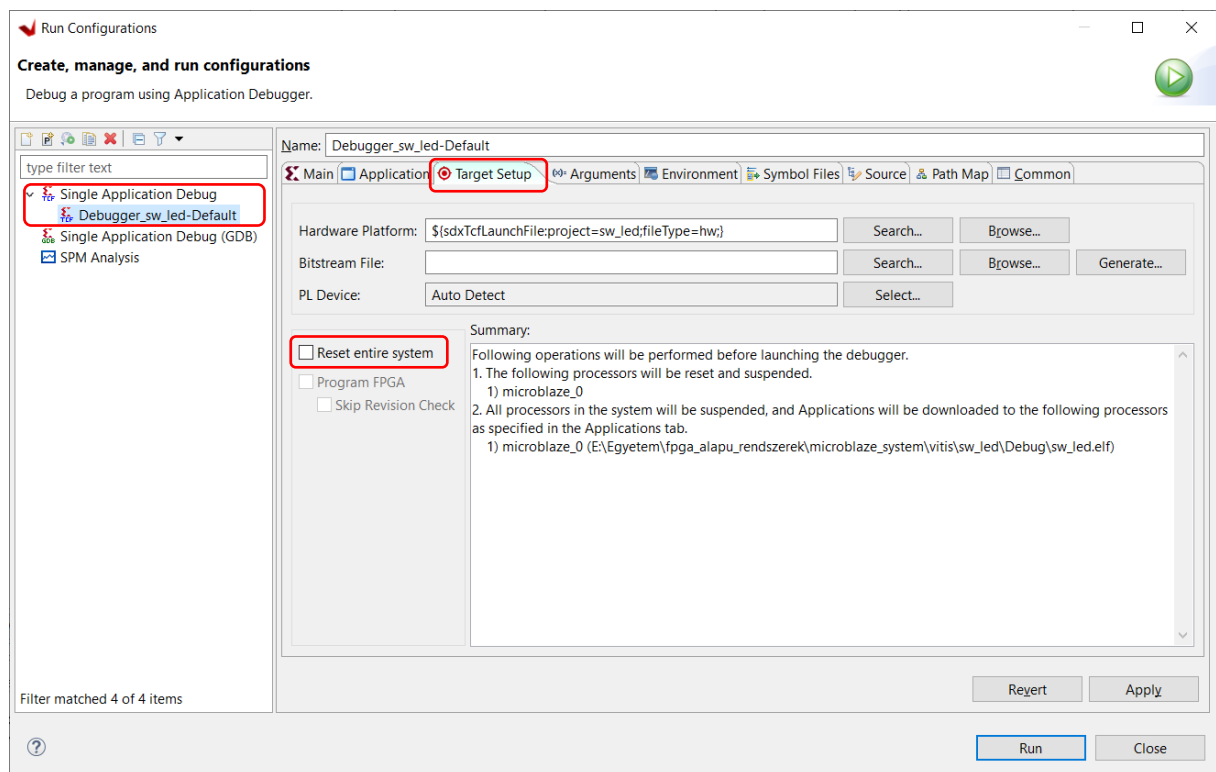 Run Configurations
Create, manage, and run configurations
Debug a program using Application Debugger.
type filter text
Single Application Debug
Debugger_sw_led-Default
Single Application Debug (GDB)
SPM Analysis
Filter matched 4 of 4 items
Name: Debugger_sw_led-Default
Main Application Target Setup Arguments Environment Symbol Files Source Path Map Common
Hardware Platform: ${sdxTcfLaunchFile:project=sw_led;fileType=hw;} Search... Browse...
Bitstream File: Search... Browse... Generate...
PL Device: Auto Detect Select...
Reset entire system
Program FPGA
Skip Revision Check
Summary:
Following operations will be performed before launching the debugger.
1. The following processors will be reset and suspended.
1) microblaze_0
2. All processors in the system will be suspended, and Applications will be downloaded to the following processors
as specified in the Applications tab.
1) microblaze_0 (E:\Egyetem\fpga_alapu_rendszerek\microblaze_system\vitis\sw_led\Debug\sw_led.elf)
Revert Apply
Run Close